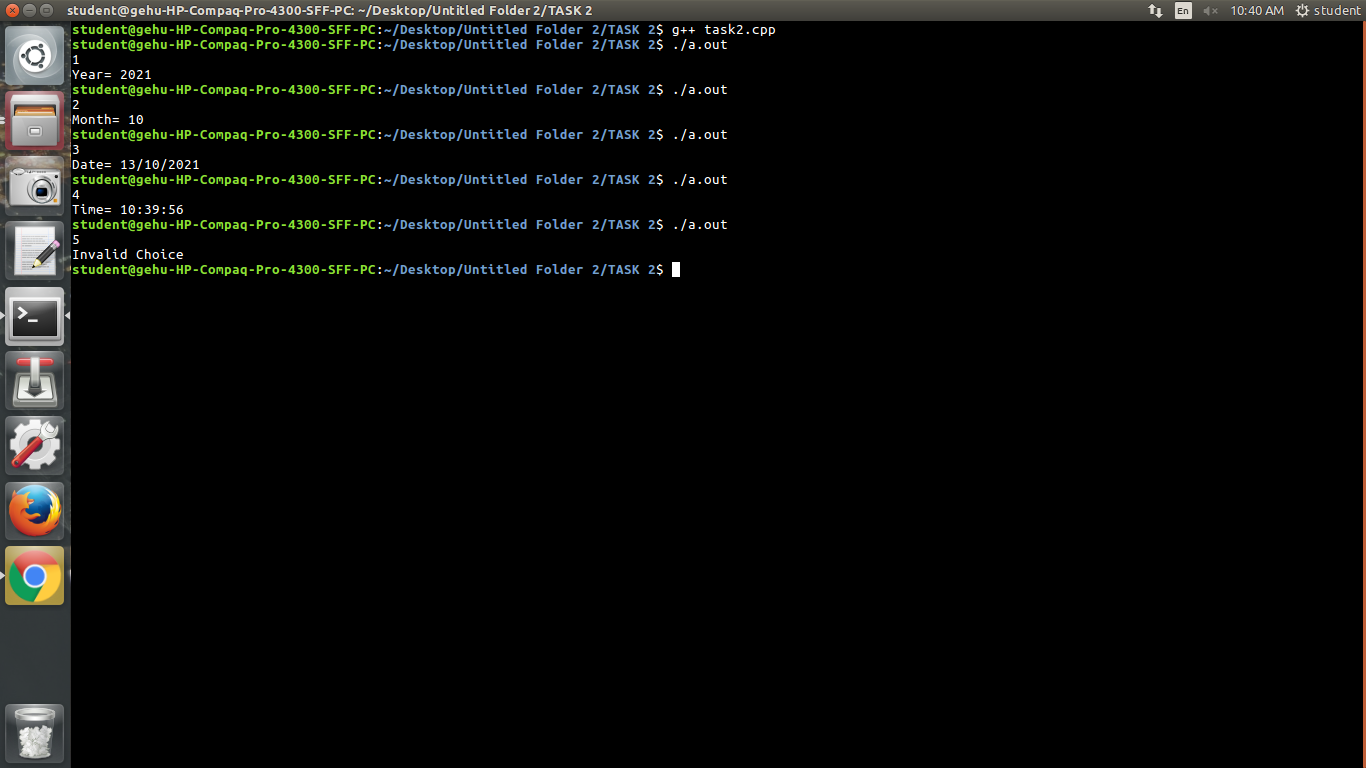 student@gehu-HP-Compaq-Pro-4300-SFF-PC: ~/Desktop/Untitled Folder 2/TASK 2 En 10:40 AM student
student@gehu-HP-Compaq-Pro-4300-SFF-PC:~/Desktop/Untitled Folder 2/TASK 2$ g++ task2.cpp
student@gehu-HP-Compaq-Pro-4300-SFF-PC:~/Desktop/Untitled Folder 2/TASK 2$ ./a.out
1
Year= 2021
student@gehu-HP-Compaq-Pro-4300-SFF-PC:~/Desktop/Untitled Folder 2/TASK 2$ ./a.out
2
Month= 10
student@gehu-HP-Compaq-Pro-4300-SFF-PC:~/Desktop/Untitled Folder 2/TASK 2$ ./a.out
3
Date= 13/10/2021
student@gehu-HP-Compaq-Pro-4300-SFF-PC:~/Desktop/Untitled Folder 2/TASK 2$ ./a.out
4
Time= 10:39:56
student@gehu-HP-Compaq-Pro-4300-SFF-PC:~/Desktop/Untitled Folder 2/TASK 2$ ./a.out
5
Invalid Choice
student@gehu-HP-Compaq-Pro-4300-SFF-PC:~/Desktop/Untitled Folder 2/TASK 2$